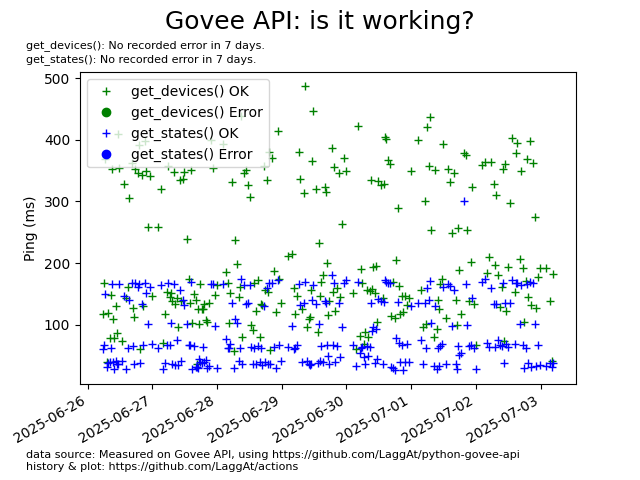 Govee API: is it working?
get_devices(): No recorded error in 7 days.
get_states(): No recorded error in 7 days.
get_devices() OK
get_devices() Error
get_states() OK
get_states() Error
Ping (ms)
500
400
300
200
100
2025-06-26
2025-06-27
2025-06-28
2025-06-29
2025-06-30
2025-07-01
2025-07-02
2025-07-03
data source: Measured on Govee API, using https://github.com/LaggAt/python-govee-api
history & plot: https://github.com/LaggAt/actions